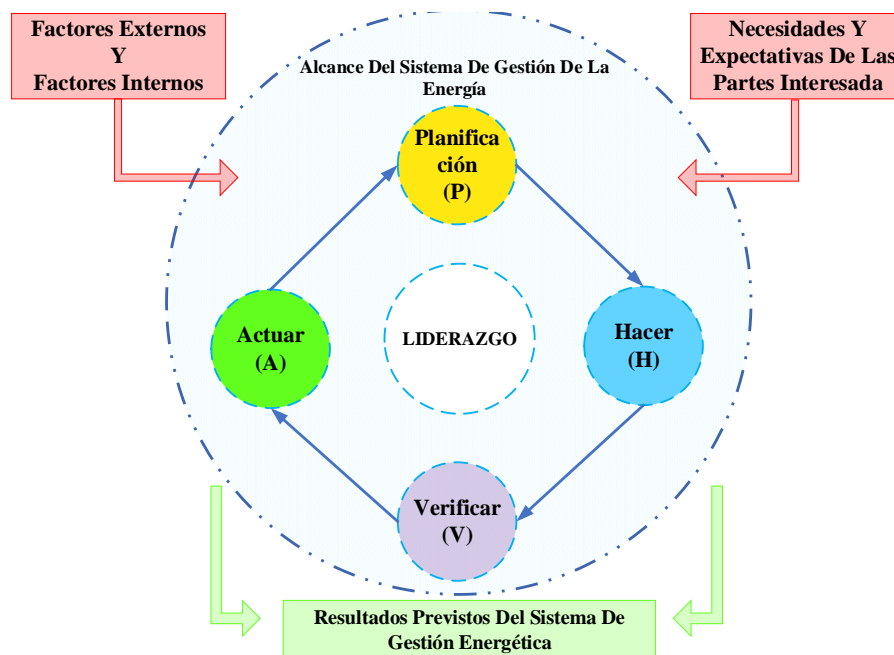 Factores Externos
Y
Factores Internos
Necesidades Y
Expectativas De Las
Partes Interesada
Alcance Del Sistema De Gestión De La
Energía
Planifica
ción
(P)
Actuar
(A)
LIDERAZGO
Hacer
(H)
Verificar
(V)
Resultados Previstos Del Sistema De
Gestión Energética